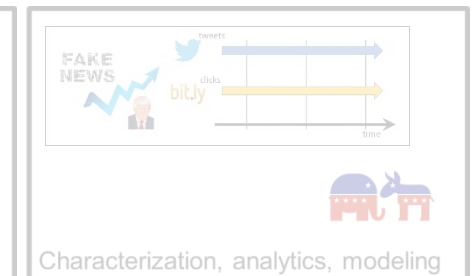 tweets
FAKE
NEWS
clicks
bit.ly
time
Characterization, analytics, modeling